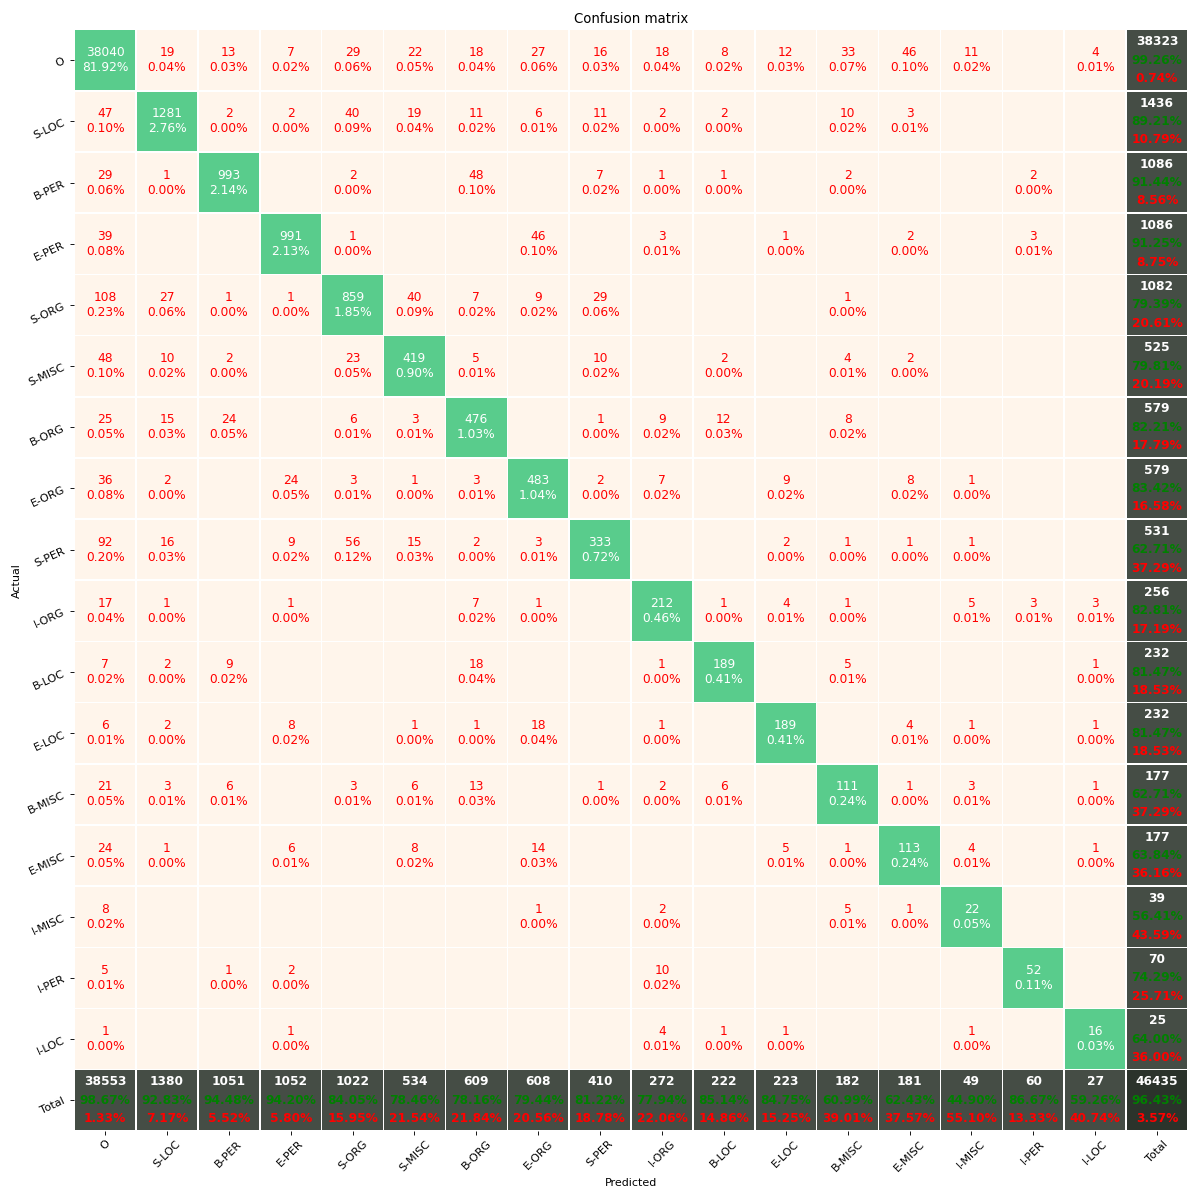 Confusion matrix
38040 19 13 7 29 22 18 27 16 18 8 12 33 46 11 4 38323
O
81.92% 0.04% 0.03% 0.02% 0.06% 0.05% 0.04% 0.06% 0.03% 0.04% 0.02% 0.03% 0.07% 0.10% 0.02% 0.01%
0.74%
47 1281 2 2 40 19 11 6 11 2 2 10 3 1436
S-LOC
0.10% 2.76% 0.00% 0.00% 0.09% 0.04% 0.02% 0.01% 0.02% 0.00% 0.00% 0.02% 0.01%
10.79%
29 1 993 2 48 7 1 1 2 2 1086
B-PER
0.06% 0.00% 2.14% 0.00% 0.10% 0.02% 0.00% 0.00% 0.00% 0.00%
8.56%
39 991 1 46 3 1 2 3 1086
E-PER
0.08% 2.13% 0.00% 0.10% 0.01% 0.00% 0.00% 0.01%
8.75%
108 27 1 1 859 40 7 9 29 1 1082
S-ORG
0.23% 0.06% 0.00% 0.00% 1.85% 0.09% 0.02% 0.02% 0.06% 0.00%
20.61%
48 10 2 23 419 5 10 2 4 2 525
S-MISC
0.10% 0.02% 0.00% 0.05% 0.90% 0.01% 0.02% 0.00% 0.01% 0.00%
20.19%
25 15 24 6 3 476 1 9 12 8 579
B-ORG
0.05% 0.03% 0.05% 0.01% 0.01% 1.03% 0.00% 0.02% 0.03% 0.02%
17.79%
36 2 24 3 1 3 483 2 7 9 8 1 579
E-ORG
0.08% 0.00% 0.05% 0.01% 0.00% 0.01% 1.04% 0.00% 0.02% 0.02% 0.02% 0.00%
16.58%
92 16 9 56 15 2 3 333 2 1 1 1 531
S-PER
0.20% 0.03% 0.02% 0.12% 0.03% 0.00% 0.01% 0.72% 0.00% 0.00% 0.00% 0.00%
37.29%
17 1 1 7 1 212 1 4 1 5 3 3 256
I-ORG
0.04% 0.00% 0.00% 0.02% 0.00% 0.46% 0.00% 0.01% 0.00% 0.01% 0.01% 0.01%
17.19%
7 2 9 18 1 189 5 1 232
B-LOC
0.02% 0.00% 0.02% 0.04% 0.00% 0.41% 0.01% 0.00%
18.53%
6 2 8 1 1 18 1 189 4 1 1 232
E-LOC
0.01% 0.00% 0.02% 0.00% 0.00% 0.04% 0.00% 0.41% 0.01% 0.00% 0.00%
18.53%
21 3 6 3 6 13 1 2 6 111 1 3 1 177
B-MISC
0.05% 0.01% 0.01% 0.01% 0.01% 0.03% 0.00% 0.00% 0.01% 0.24% 0.00% 0.01% 0.00%
37.29%
24 1 6 8 14 5 1 113 4 1 177
E-MISC
0.05% 0.00% 0.01% 0.02% 0.03% 0.01% 0.00% 0.24% 0.01% 0.00%
36.16%
8 1 2 5 1 22 39
I-MISC
0.02% 0.00% 0.00% 0.01% 0.00% 0.05%
43.59%
5 1 2 10 52 70
I-PER
0.01% 0.00% 0.00% 0.02% 0.11%
25.71%
1 1 4 1 1 1 16 25
I-LOC
0.00% 0.00% 0.01% 0.00% 0.00% 0.00% 0.03%
36.00%
38553 1380 1051 1052 1022 534 609 608 410 272 222 223 182 181 49 60 27 46435
Total
96.43%
1.33% 7.17% 5.52% 5.80% 15.95% 21.54% 21.84% 20.56% 18.78% 22.06% 14.86% 15.25% 39.01% 37.57% 55.10% 13.33% 40.74% 3.57%
O S-LOC B-PER E-PER S-ORG S-MISC B-ORG E-ORG S-PER I-ORG B-LOC E-LOC B-MISC E-MISC I-MISC I-PER I-LOC Total
Predicted
Actual